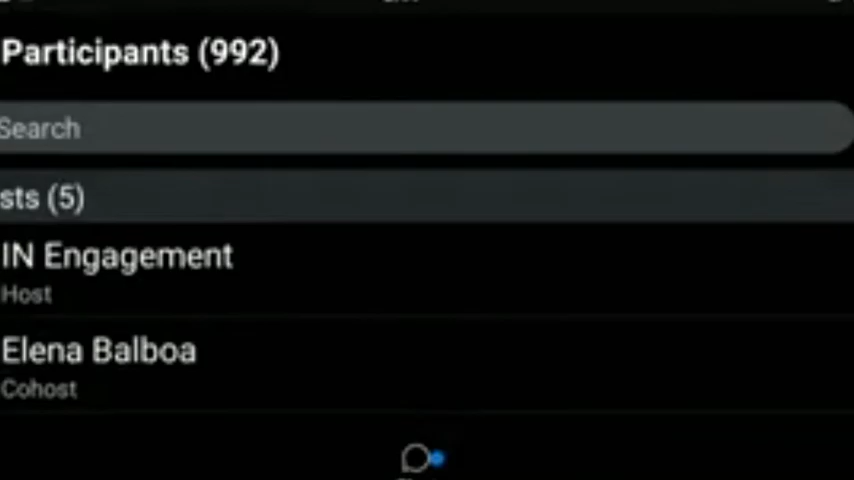 Participants (992)
Search
sts (5)
IN Engagement
Host
Elena Balboa
Cohost